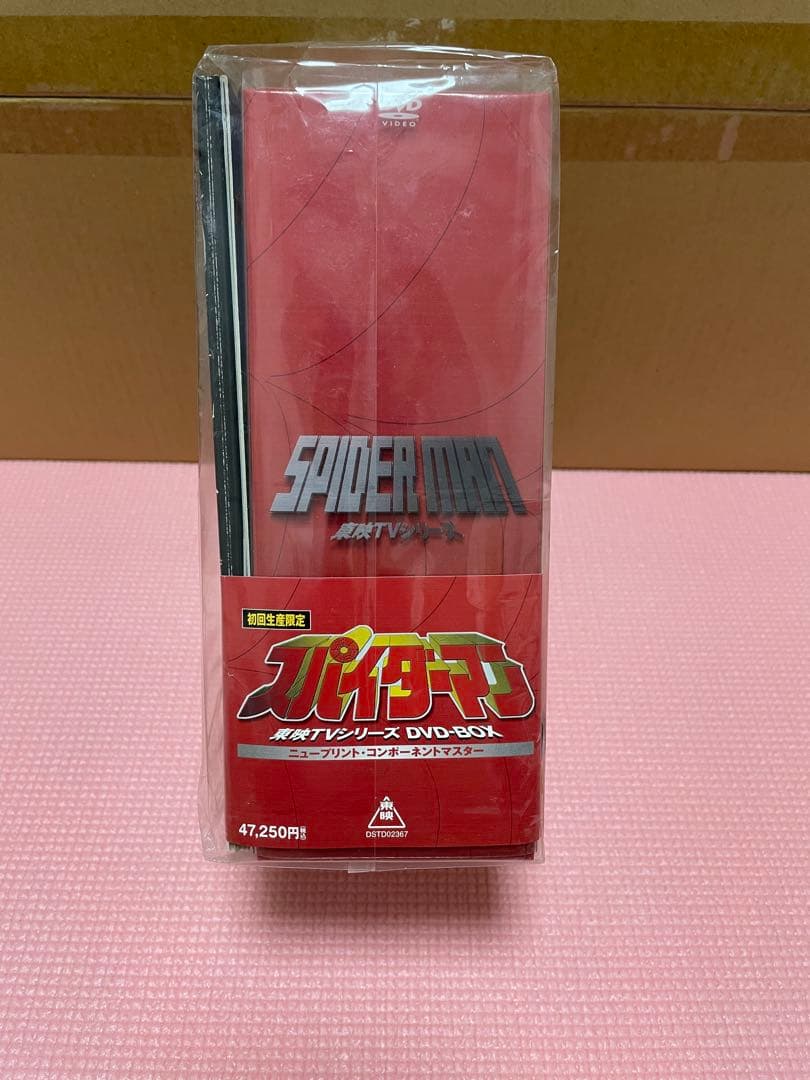 DVD
VIDEO
SPIDER MAN
東映TVシリーズ
初回生産限定
スパイダーマン
東映TVシリーズ DVD-BOX
ニュープリント・コンポーネントマスター
東映
47,250円税込
DSTD02367